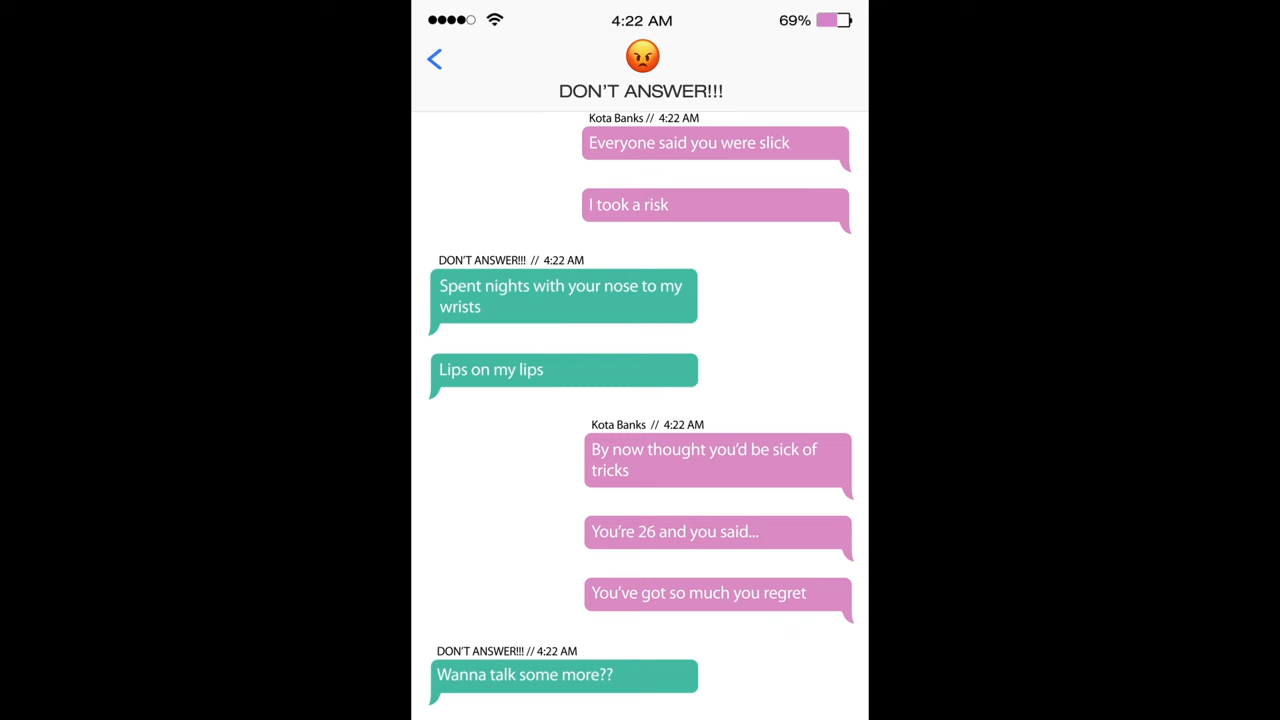 4:22 AM
69%
DON'T ANSWER!!!
Kota Banks // 4:22 AM
Everyone said you were slick
I took a risk
DON'T ANSWER!!! // 4:22 AM
Spent nights with your nose to my
wrists
Lips on my lips
Kota Banks // 4:22 AM
By now thought you'd be sick of
tricks
You're 26 and you said...
You've got so much you regret
DON'T ANSWER!!! // 4:22 AM
Wanna talk some more??